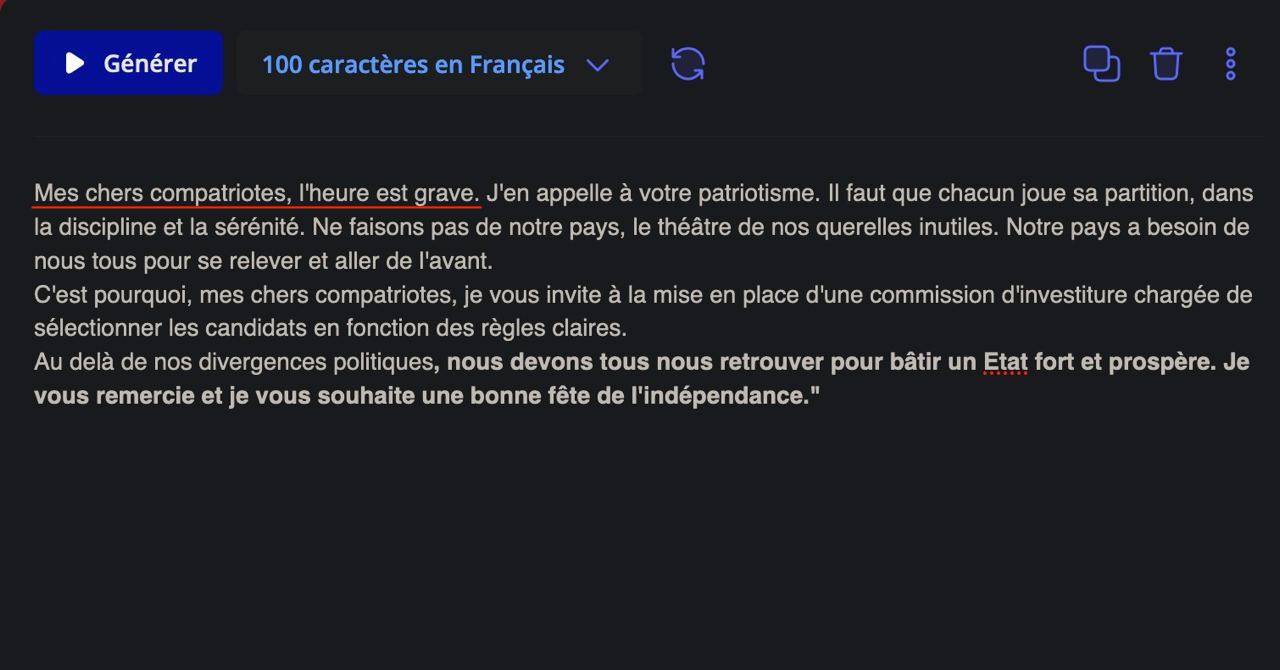 Générer
100 caractères en Français
Mes chers compatriotes, l'heure est grave. J'en appelle à votre patriotisme. Il faut que chacun joue sa partition, dans
la discipline et la sérénité. Ne faisons pas de notre pays, le théâtre de nos querelles inutiles. Notre pays a besoin de
nous tous pour se relever et aller de l'avant.
C'est pourquoi, mes chers compatriotes, je vous invite à la mise en place d'une commission d'investiture chargée de
sélectionner les candidats en fonction des règles claires.
Au delà de nos divergences politiques, nous devons tous nous retrouver pour bâtir un Etat fort et prospère. Je
vous remercie et je vous souhaite une bonne fête de l'indépendance."